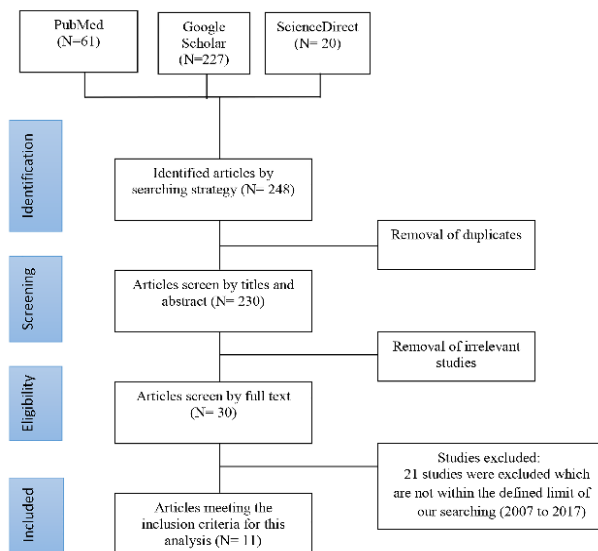 PubMed
(N=61)
Google
Scholar
(N=227)
ScienceDirect
(N= 20)
Identification
Identified articles by
searching strategy (N= 248)
Removal of duplicates
Screening
Articles screen by titles and
abstract (N= 230)
Removal of irrelevant
studies
Eligibility
Articles screen by full text
(N= 30)
Studies excluded:
21 studies were excluded which
are not within the defined limit of
our searching (2007 to 2017)
Included
Articles meeting the
inclusion criteria for this
analysis (N= 11)